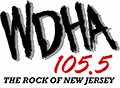 WDHA
105.5
THE ROCK OF NEW JERSEY